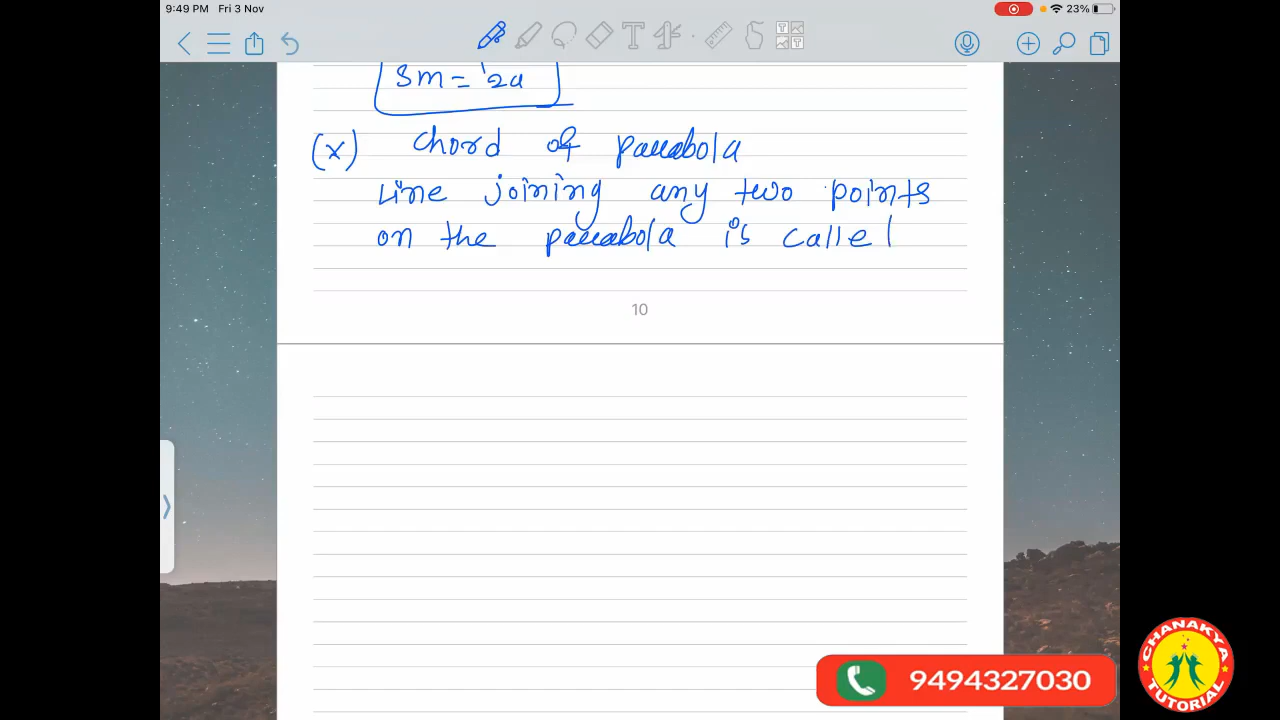 9:49 PM Fri 3 Nov
23%
Sm = 2a
(x) Chord of parabola
Line joining any two points
on the parabola is calle
10
CHANAKYA TUTORIAL
9494327030